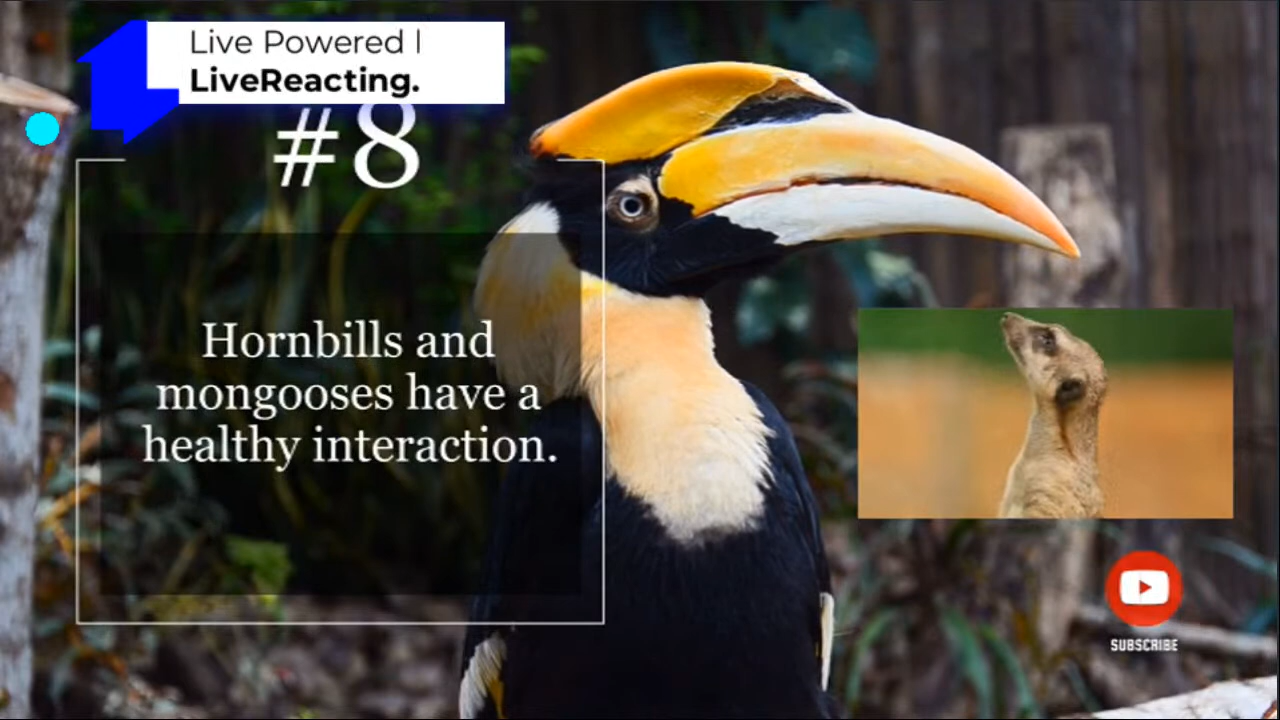 Live Powered |
LiveReacting.
#8
Hornbills and
mongooses have a
healthy interaction.
SUBSCRIBE